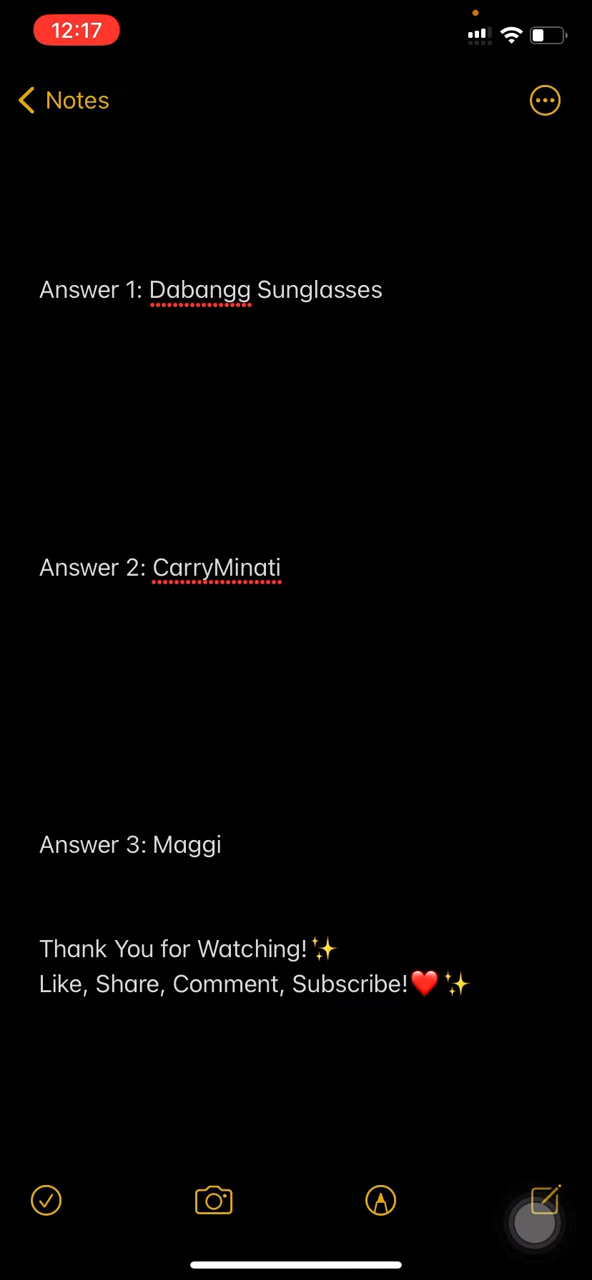 12:17
Notes
Answer 1: Dabangg Sunglasses
Answer 2: CarryMinati
Answer 3: Maggi
Thank You for Watching!✨
Like, Share, Comment, Subscribe!❤️✨